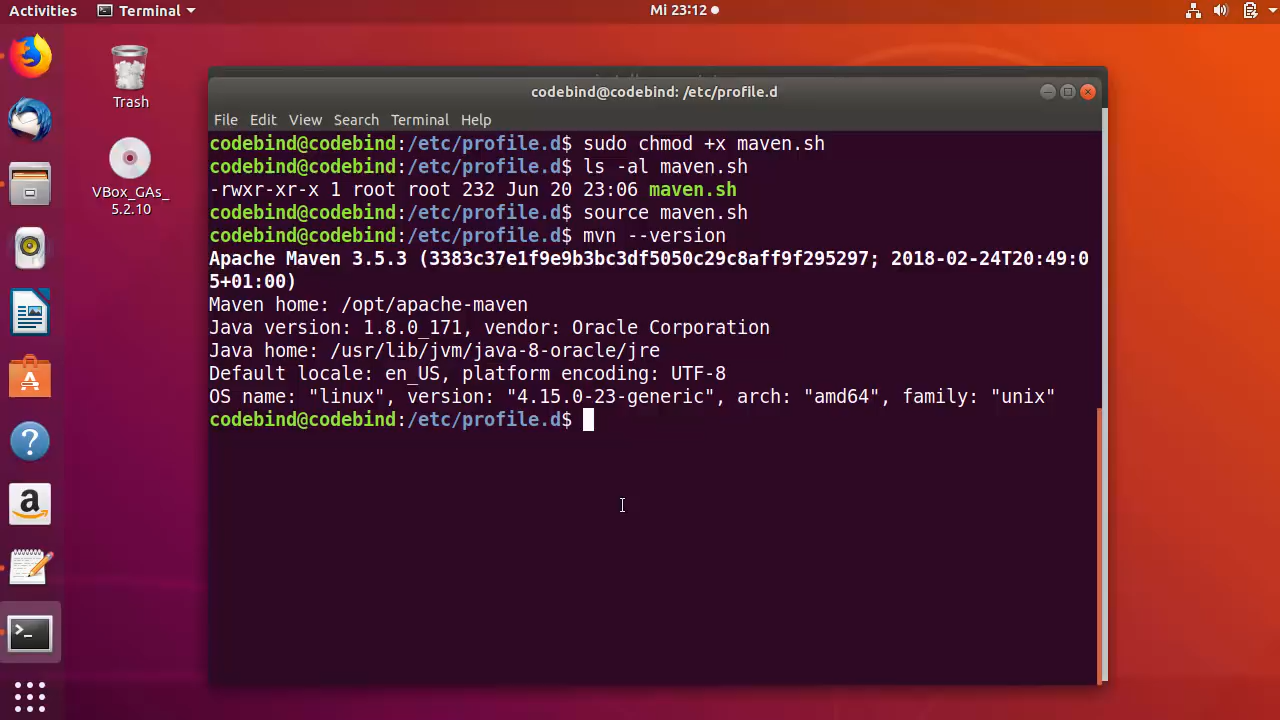 Activities
Terminal
Mi 23:12
Trash
VBox_GAs_
5.2.10
codebind@codebind: /etc/profile.d
File Edit View Search Terminal Help
codebind@codebind:/etc/profile.d$ sudo chmod +x maven.sh
codebind@codebind:/etc/profile.d$ ls -al maven.sh
-rwxr-xr-x 1 root root 232 Jun 20 23:06 maven.sh
codebind@codebind:/etc/profile.d$ source maven.sh
codebind@codebind:/etc/profile.d$ mvn --version
Apache Maven 3.5.3 (3383c37e1f9e9b3bc3df5050c29c8aff9f295297; 2018-02-24T20:49:0
5+01:00)
Maven home: /opt/apache-maven
Java version: 1.8.0_171, vendor: Oracle Corporation
Java home: /usr/lib/jvm/java-8-oracle/jre
Default locale: en_US, platform encoding: UTF-8
OS name: "linux", version: "4.15.0-23-generic", arch: "amd64", family: "unix"
codebind@codebind:/etc/profile.d$